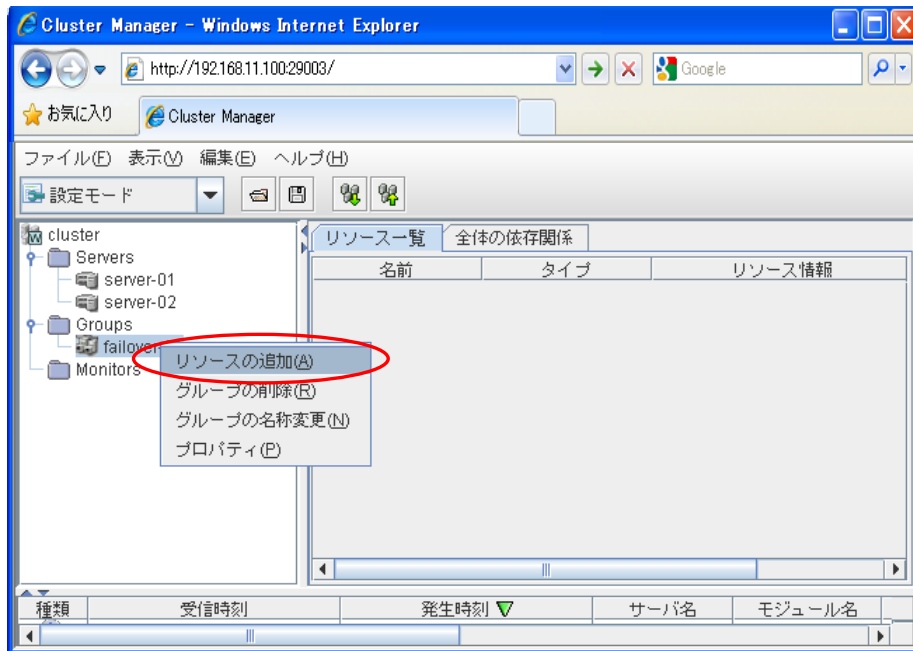 Cluster Manager - Windows Internet Explorer
http://192.168.11.100:29003/
Google
お気に入り
Cluster Manager
ファイル(F) 表示(V) 編集(E) ヘルプ(H)
設定モード
cluster
Servers
server-01
server-02
Groups
failover
Monitors
リソース一覧 全体の依存関係
名前 タイプ リソース情報
リソースの追加(A)
グループの削除(R)
グループの名称変更(N)
プロパティ(P)
種類 受信時刻 発生時刻 サーバ名 モジュール名